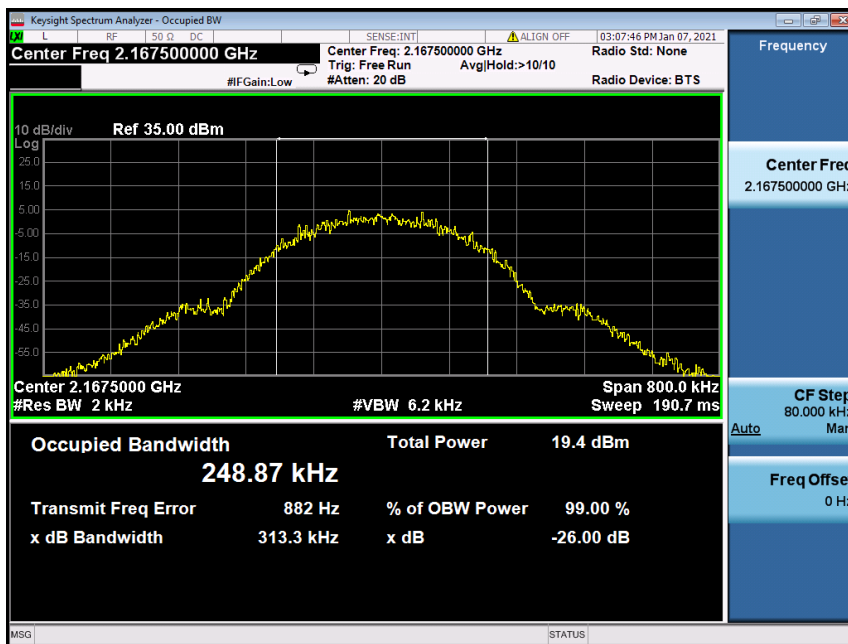 Keysight Spectrum Analyzer - Occupied BW
LXI L RF 50 Ω DC SENSE:INT ALIGN OFF 03:07:46 PM Jan 07, 2021
Center Freq 2.167500000 GHz
Center Freq: 2.167500000 GHz
Radio Std: None
Trig: Free Run Avg|Hold:>10/10
#IFGain:Low
#Atten: 20 dB
Radio Device: BTS
10 dB/div Ref 35.00 dBm
Log
25.0
15.0
5.00
-5.00
-15.0
-25.0
-35.0
-45.0
-55.0
Center 2.1675000 GHz Span 800.0 kHz
#Res BW 2 kHz #VBW 6.2 kHz Sweep 190.7 ms
Occupied Bandwidth Total Power 19.4 dBm
248.87 kHz
Transmit Freq Error 882 Hz % of OBW Power 99.00 %
x dB Bandwidth 313.3 kHz x dB -26.00 dB
MSG STATUS
Frequency
Center Freq
2.167500000 GHz
CF Step
80.000 kHz
Auto Man
Freq Offse
0 Hz